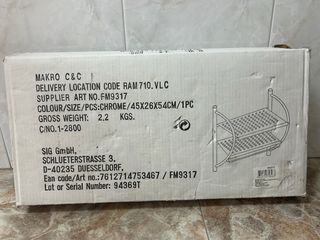 MAKRO C&C
DELIVERY LOCATION CODE RAM710.VLC
SUPPLIER ART NO.FM9317
COLOUR/SIZE/PCS:CHROME/45X26X54CM/1PC
GROSS WEIGHT: 2.2 KGS.
C/NO.1-2800
SIG GmbH,
SCHLUETERSTRASSE 3,
D-40235 DUESSELDORF,
Ean code/Art no/ 7612714753467 / FM9317
Lot or Serial Number: 94369T